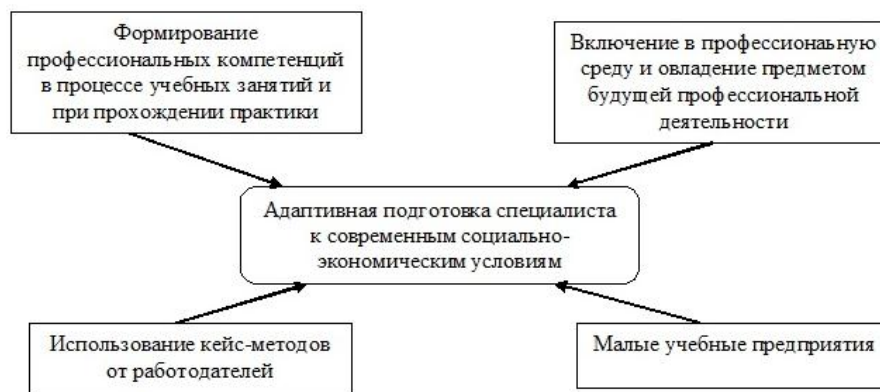 Формирование
профессиональных компетенций
в процессе учебных занятий и
при прохождении практики
Включение в профессиоаьную
среду и овладение предметом
будущей профессиональной
деятельности
Адаптивная подготовка специалиста
к современным социально-
экономическим условиям
Использование кейс-методов
от работодателей
Малые учебные предприятия